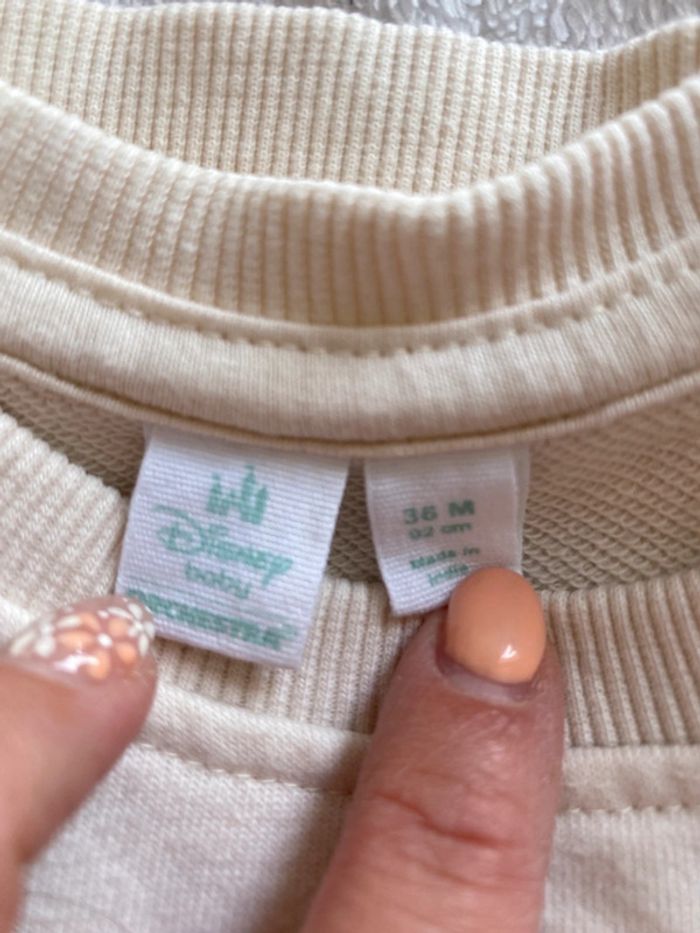 Disney
baby
ORCHESTRA
36 M
92 cm
Made in
India